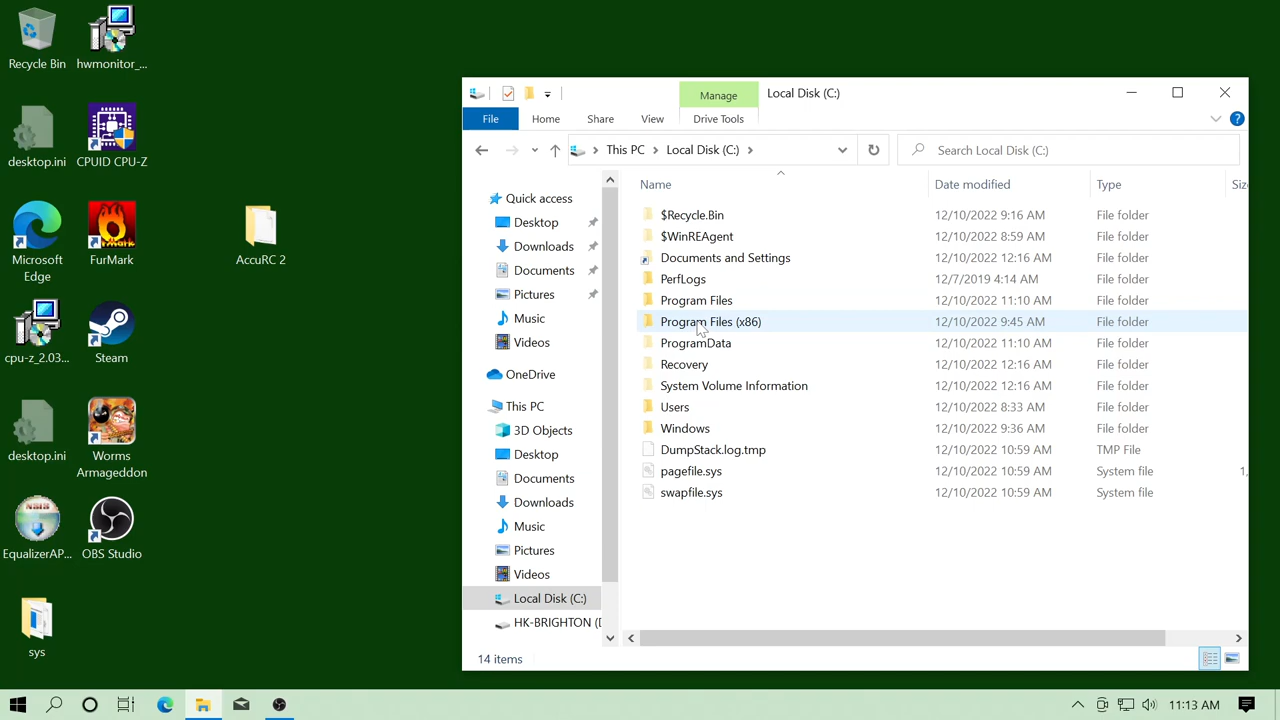 Recycle Bin
hwmonitor_...
desktop.ini
CPUID CPU-Z
Microsoft
Edge
FurMark
AccuRC 2
cpu-z_2.03...
Steam
desktop.ini
Worms
Armageddon
EqualizerAP...
OBS Studio
sys
Manage
Local Disk (C:)
File
Home
Share
View
Drive Tools
This PC
Local Disk (C:)
Search Local Disk (C:)
Quick access
Desktop
Downloads
Documents
Pictures
Music
Videos
OneDrive
This PC
3D Objects
Desktop
Documents
Downloads
Music
Pictures
Videos
Local Disk (C:)
HK-BRIGHTON (
Name Date modified Type Siz
$Recycle.Bin 12/10/2022 9:16 AM File folder
$WinREAgent 12/10/2022 8:59 AM File folder
Documents and Settings 12/10/2022 12:16 AM File folder
PerfLogs 12/7/2019 4:14 AM File folder
Program Files 12/10/2022 11:10 AM File folder
Program Files (x86) 12/10/2022 9:45 AM File folder
ProgramData 12/10/2022 11:10 AM File folder
Recovery 12/10/2022 12:16 AM File folder
System Volume Information 12/10/2022 12:16 AM File folder
Users 12/10/2022 8:33 AM File folder
Windows 12/10/2022 9:36 AM File folder
DumpStack.log.tmp 12/10/2022 10:59 AM TMP File
pagefile.sys 12/10/2022 10:59 AM System file 1,
swapfile.sys 12/10/2022 10:59 AM System file
14 items
11:13 AM